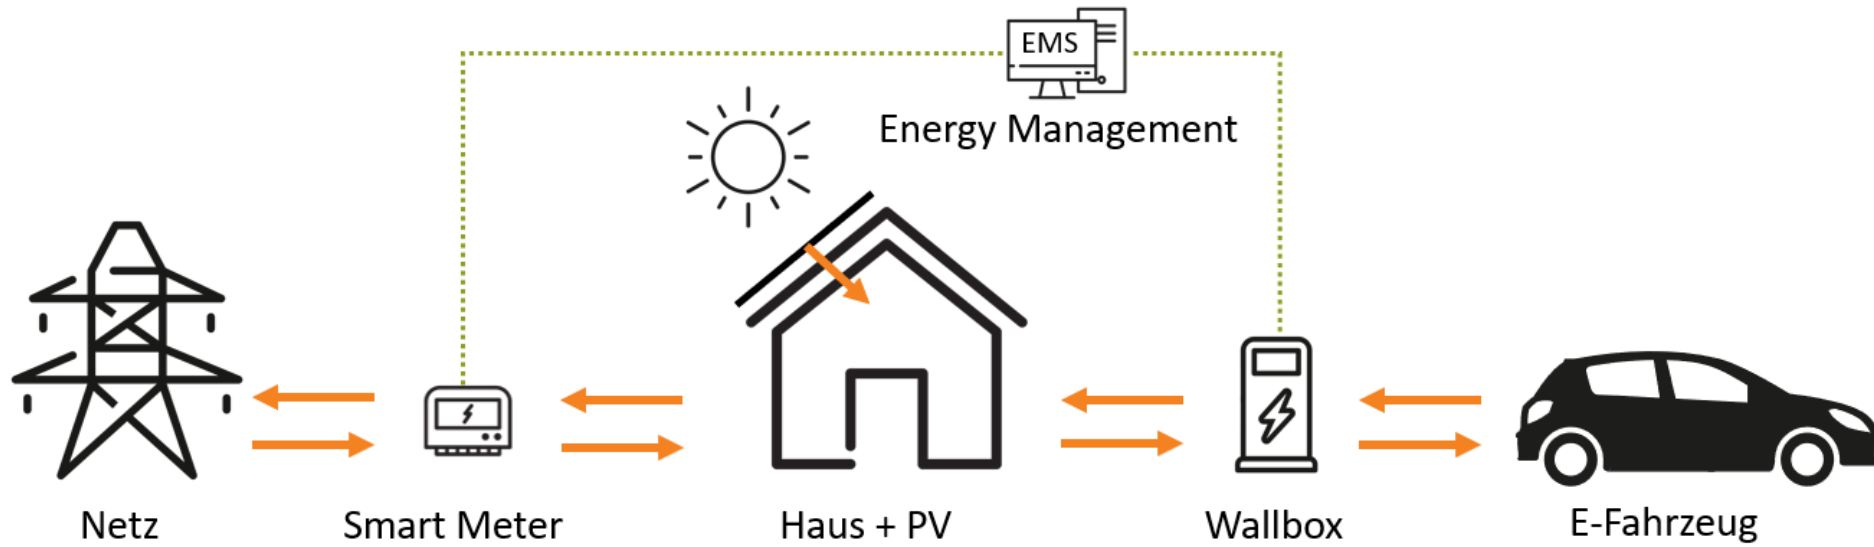 EMS
Energy Management
Netz
Smart Meter
Haus + PV
Wallbox
E-Fahrzeug